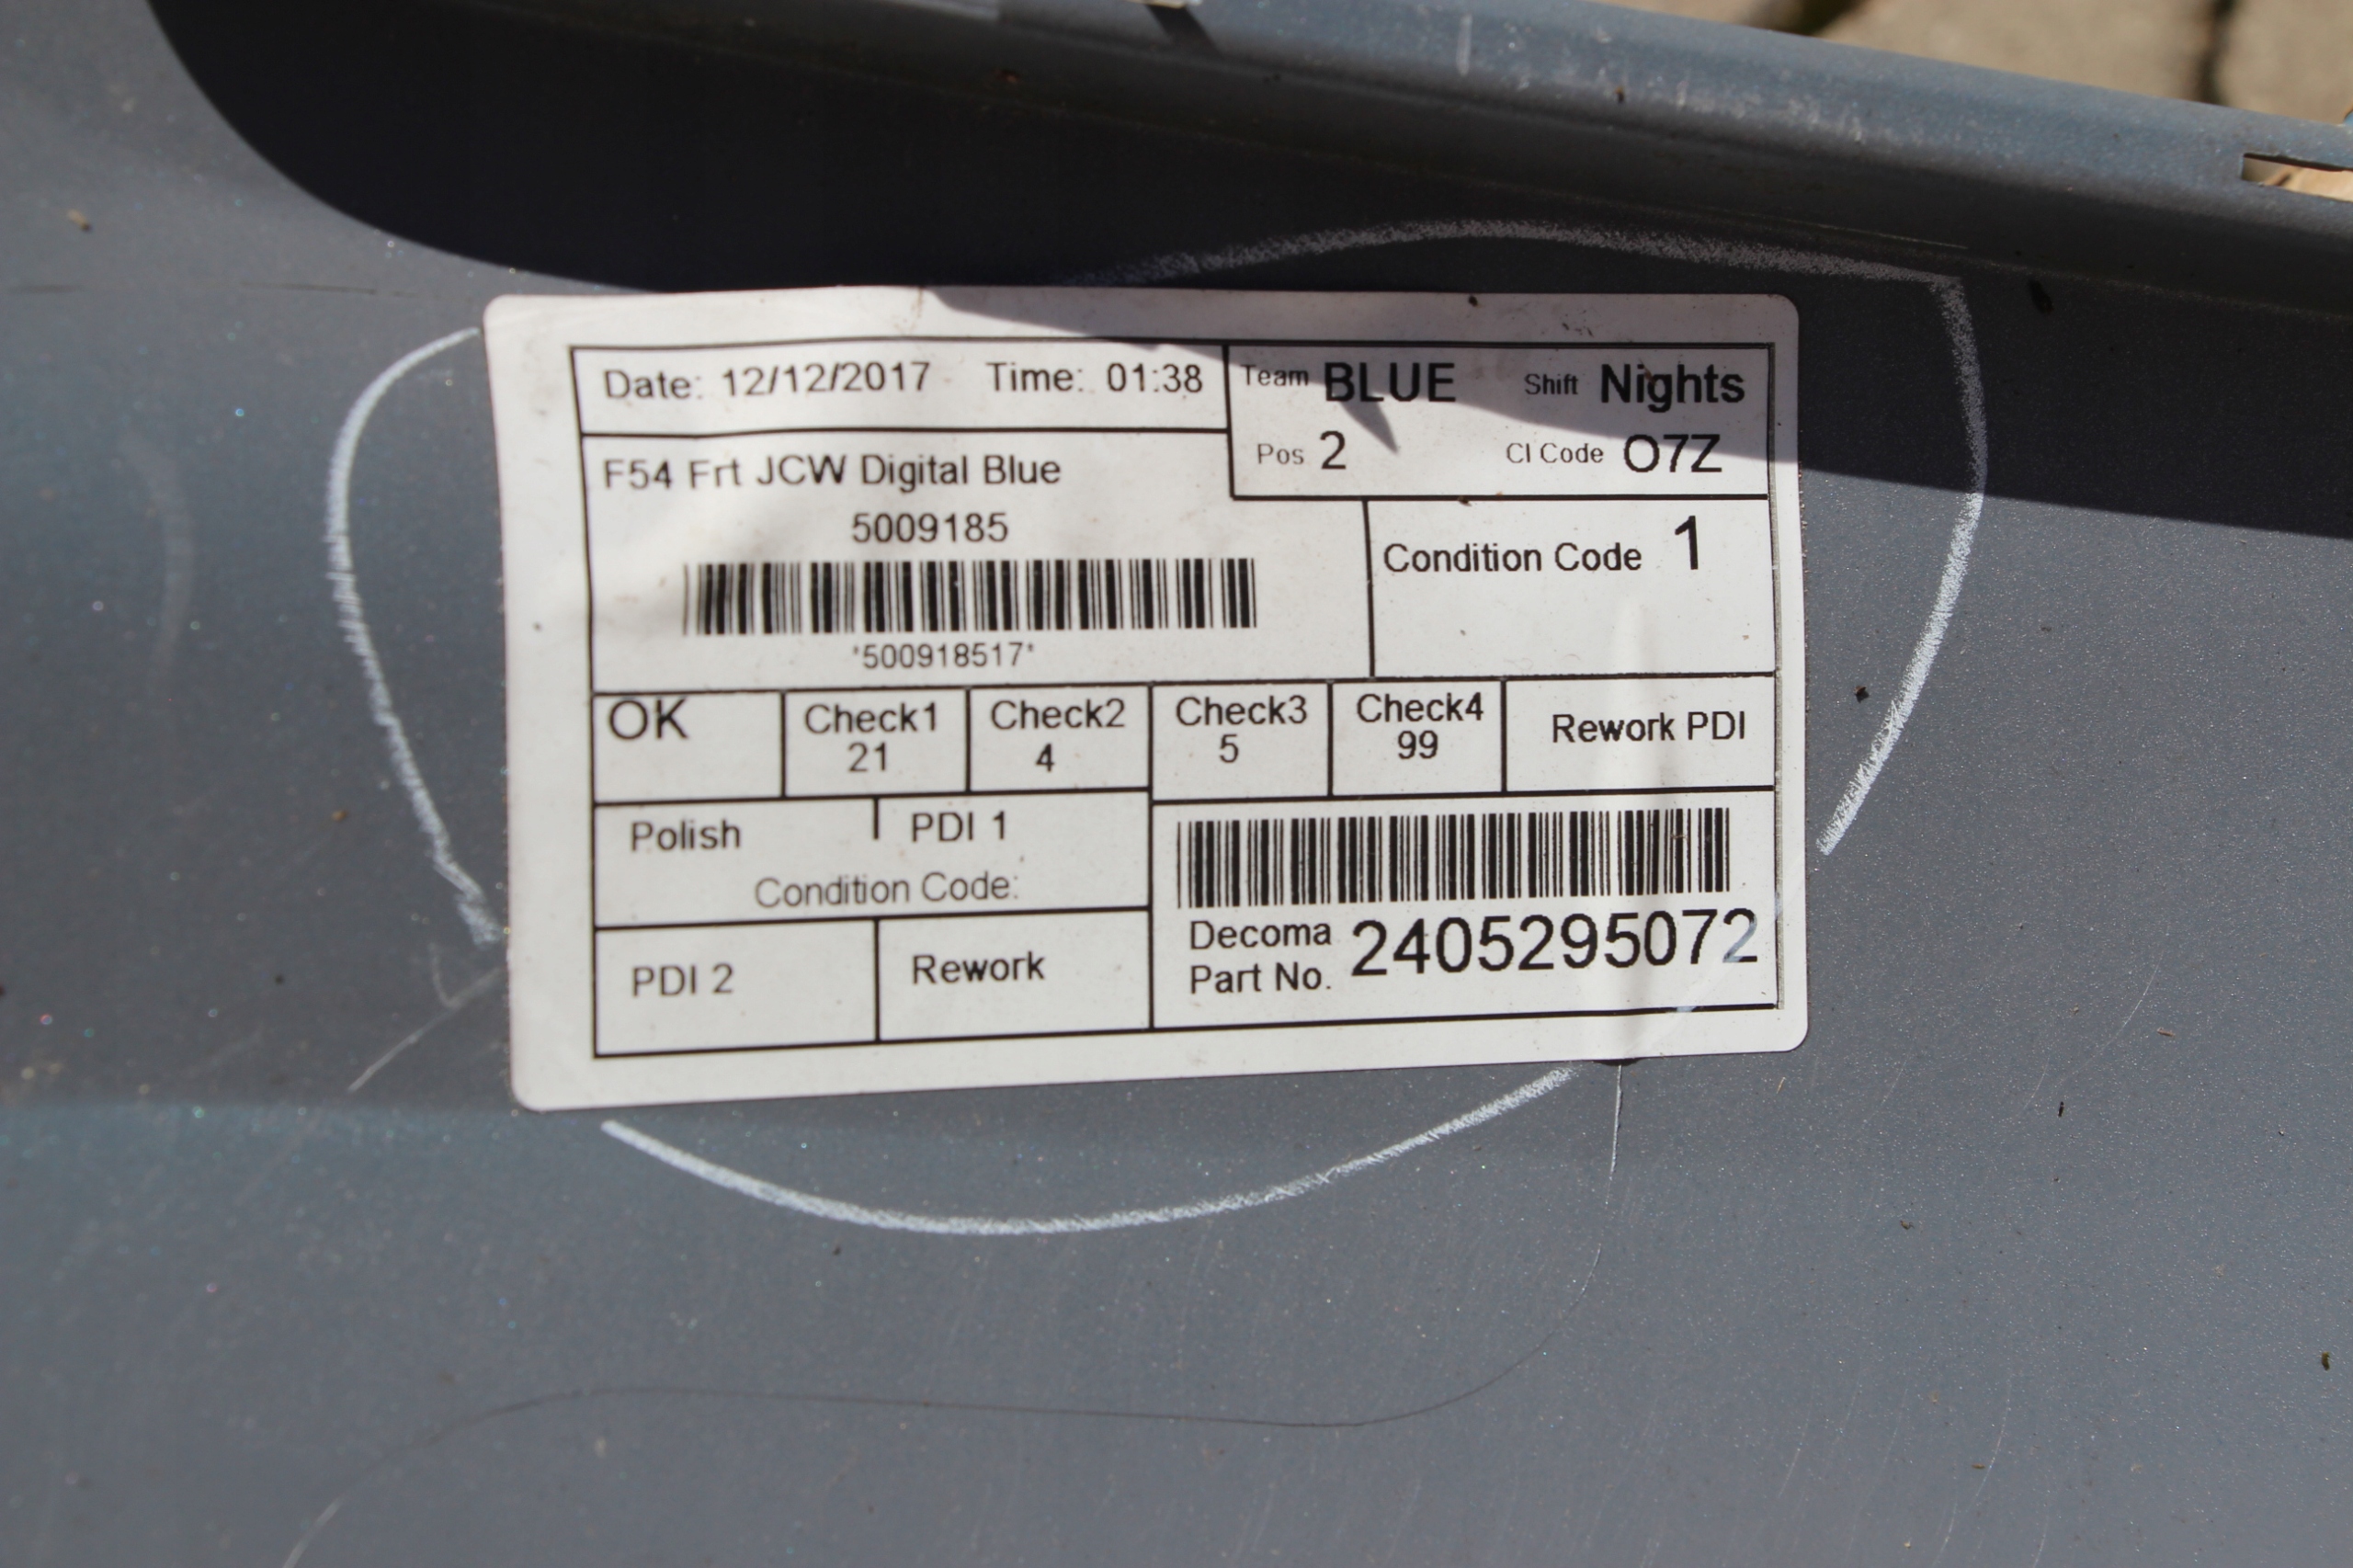 Date: 12/12/2017 Time: 01:38
Team BLUE Shift Nights
Pos 2 CI Code O7Z
F54 Frt JCW Digital Blue
5009185
Condition Code 1
*500918517*
OK Check1 Check2 Check3 Check4 Rework PDI
21 4 5 99
Polish PDI 1
Condition Code:
PDI 2 Rework
Decoma
Part No. 2405295072